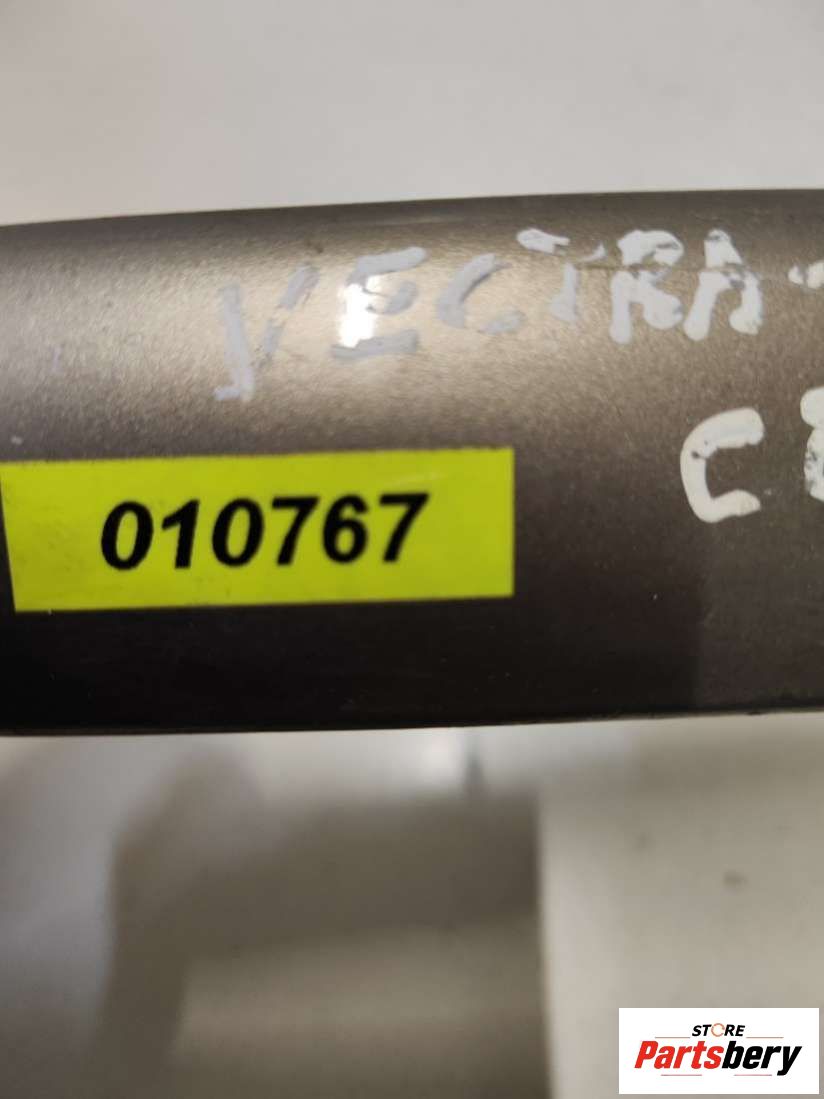 VECTRA-
C
010767
STORE
Partsbery